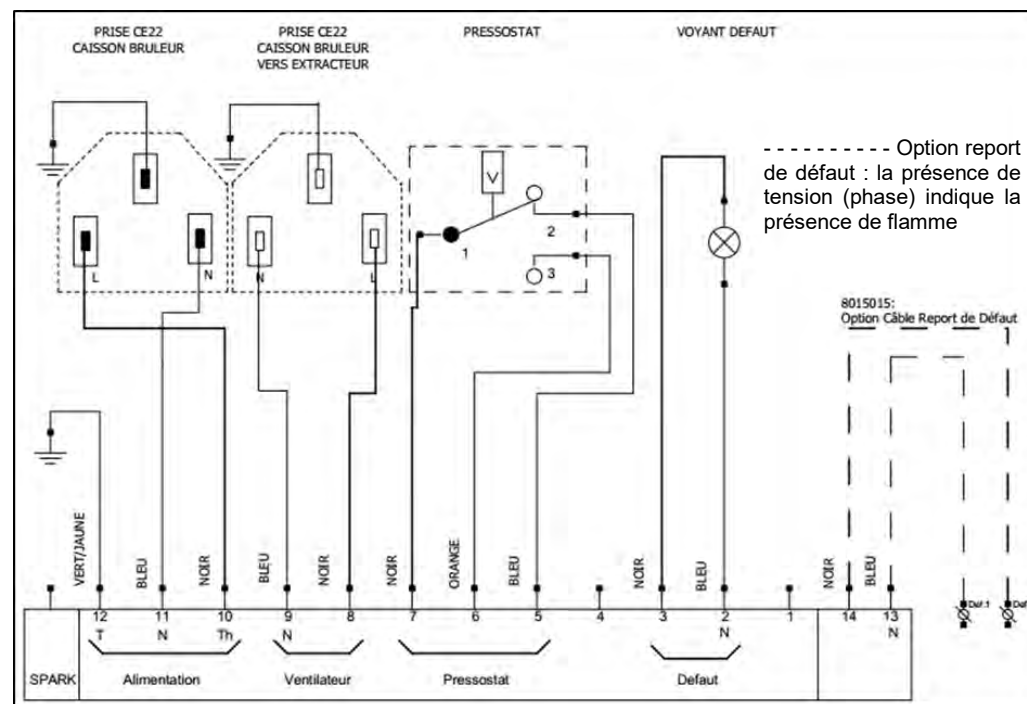 PRISE CE22
CAISSON BRULEUR
PRISE CE22
CAISSON BRULEUR
VERS EXTRACTEUR
PRESSOSTAT
VOYANT DEFAUT
- - - - - - - - - - Option report
de défaut : la présence de
tension (phase) indique la
présence de flamme
V
1
2
3
L
N
N
L
8015015:
Option Câble Report de Défaut
VERT/JAUNE
BLEU
NOIR
BLEU
NOIR
NOIR
ORANGE
BLEU
NOIR
BLEU
NOIR
BLEU
Def.1
12 11 10 9 8 7 6 5 4 3 2 1 14 13
T N Th N N N
SPARK Alimentation Ventilateur Pressostat Defaut